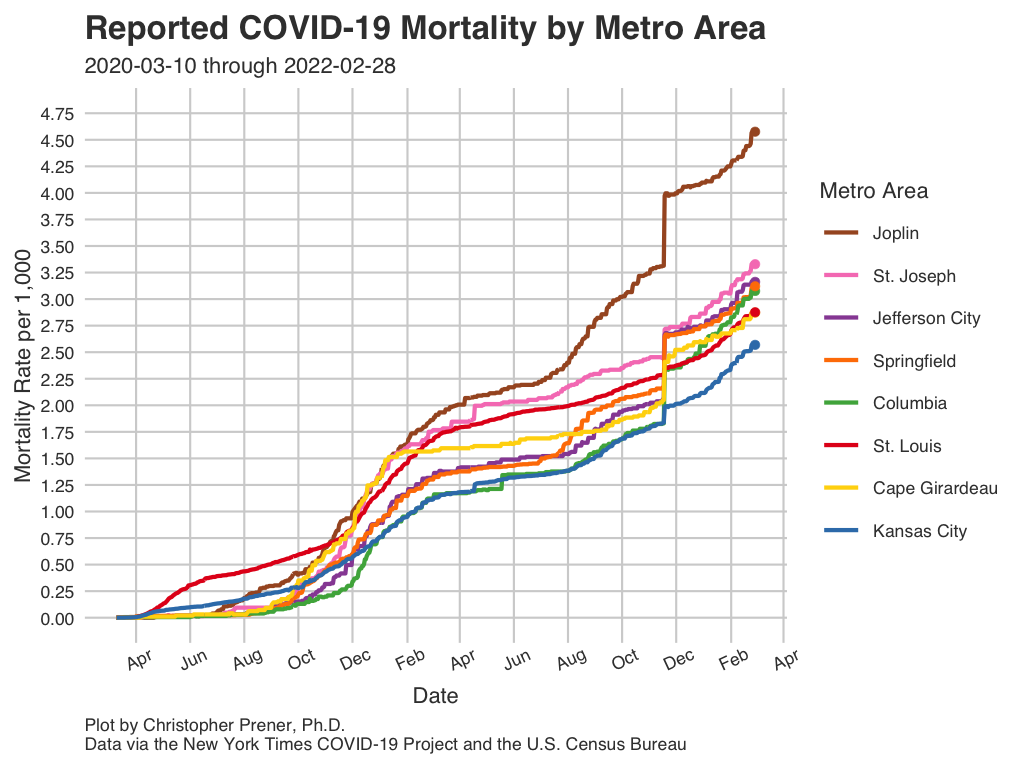 Reported COVID-19 Mortality by Metro Area
2020-03-10 through 2022-02-28
Mortality Rate per 1,000
4.75
4.50
4.25
4.00
3.75
3.50
3.25
3.00
2.75
2.50
2.25
2.00
1.75
1.50
1.25
1.00
0.75
0.50
0.25
0.00
Apr Jun Aug Oct Dec Feb Apr Jun Aug Oct Dec Feb Apr
Date
Metro Area
Joplin
St. Joseph
Jefferson City
Springfield
Columbia
St. Louis
Cape Girardeau
Kansas City
Plot by Christopher Prener, Ph.D.
Data via the New York Times COVID-19 Project and the U.S. Census Bureau